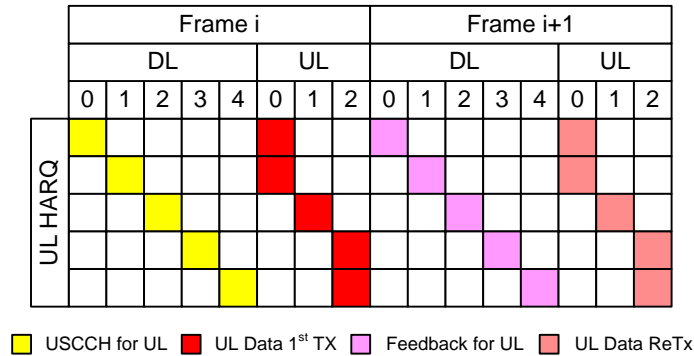 Frame i Frame i+1
DL UL DL UL
0 1 2 3 4 0 1 2 0 1 2 3 4 0 1 2
UL HARQ
USCCH for UL UL Data 1st TX Feedback for UL UL Data ReTx